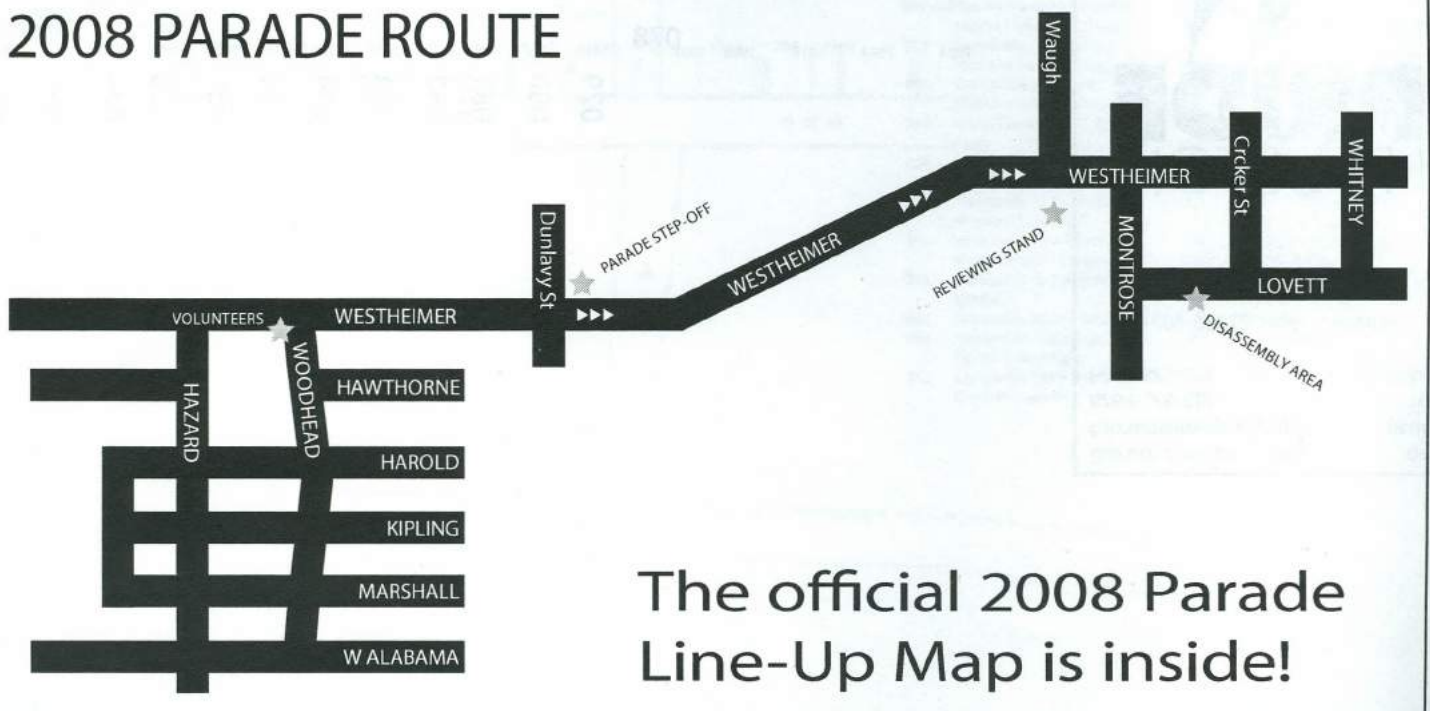 2008 PARADE ROUTE
Waugh
WESTHEIMER
Crcker St
WHITNEY
MONTROSE
LOVETT
REVIEWING STAND
DISASSEMBLY AREA
PARADE STEP-OFF
Dunlavy St
WESTHEIMER
VOLUNTEERS
WESTHEIMER
HAZARD
WOODHEAD
HAWTHORNE
HAROLD
KIPLING
MARSHALL
W ALABAMA
The official 2008 Parade
Line-Up Map is inside!